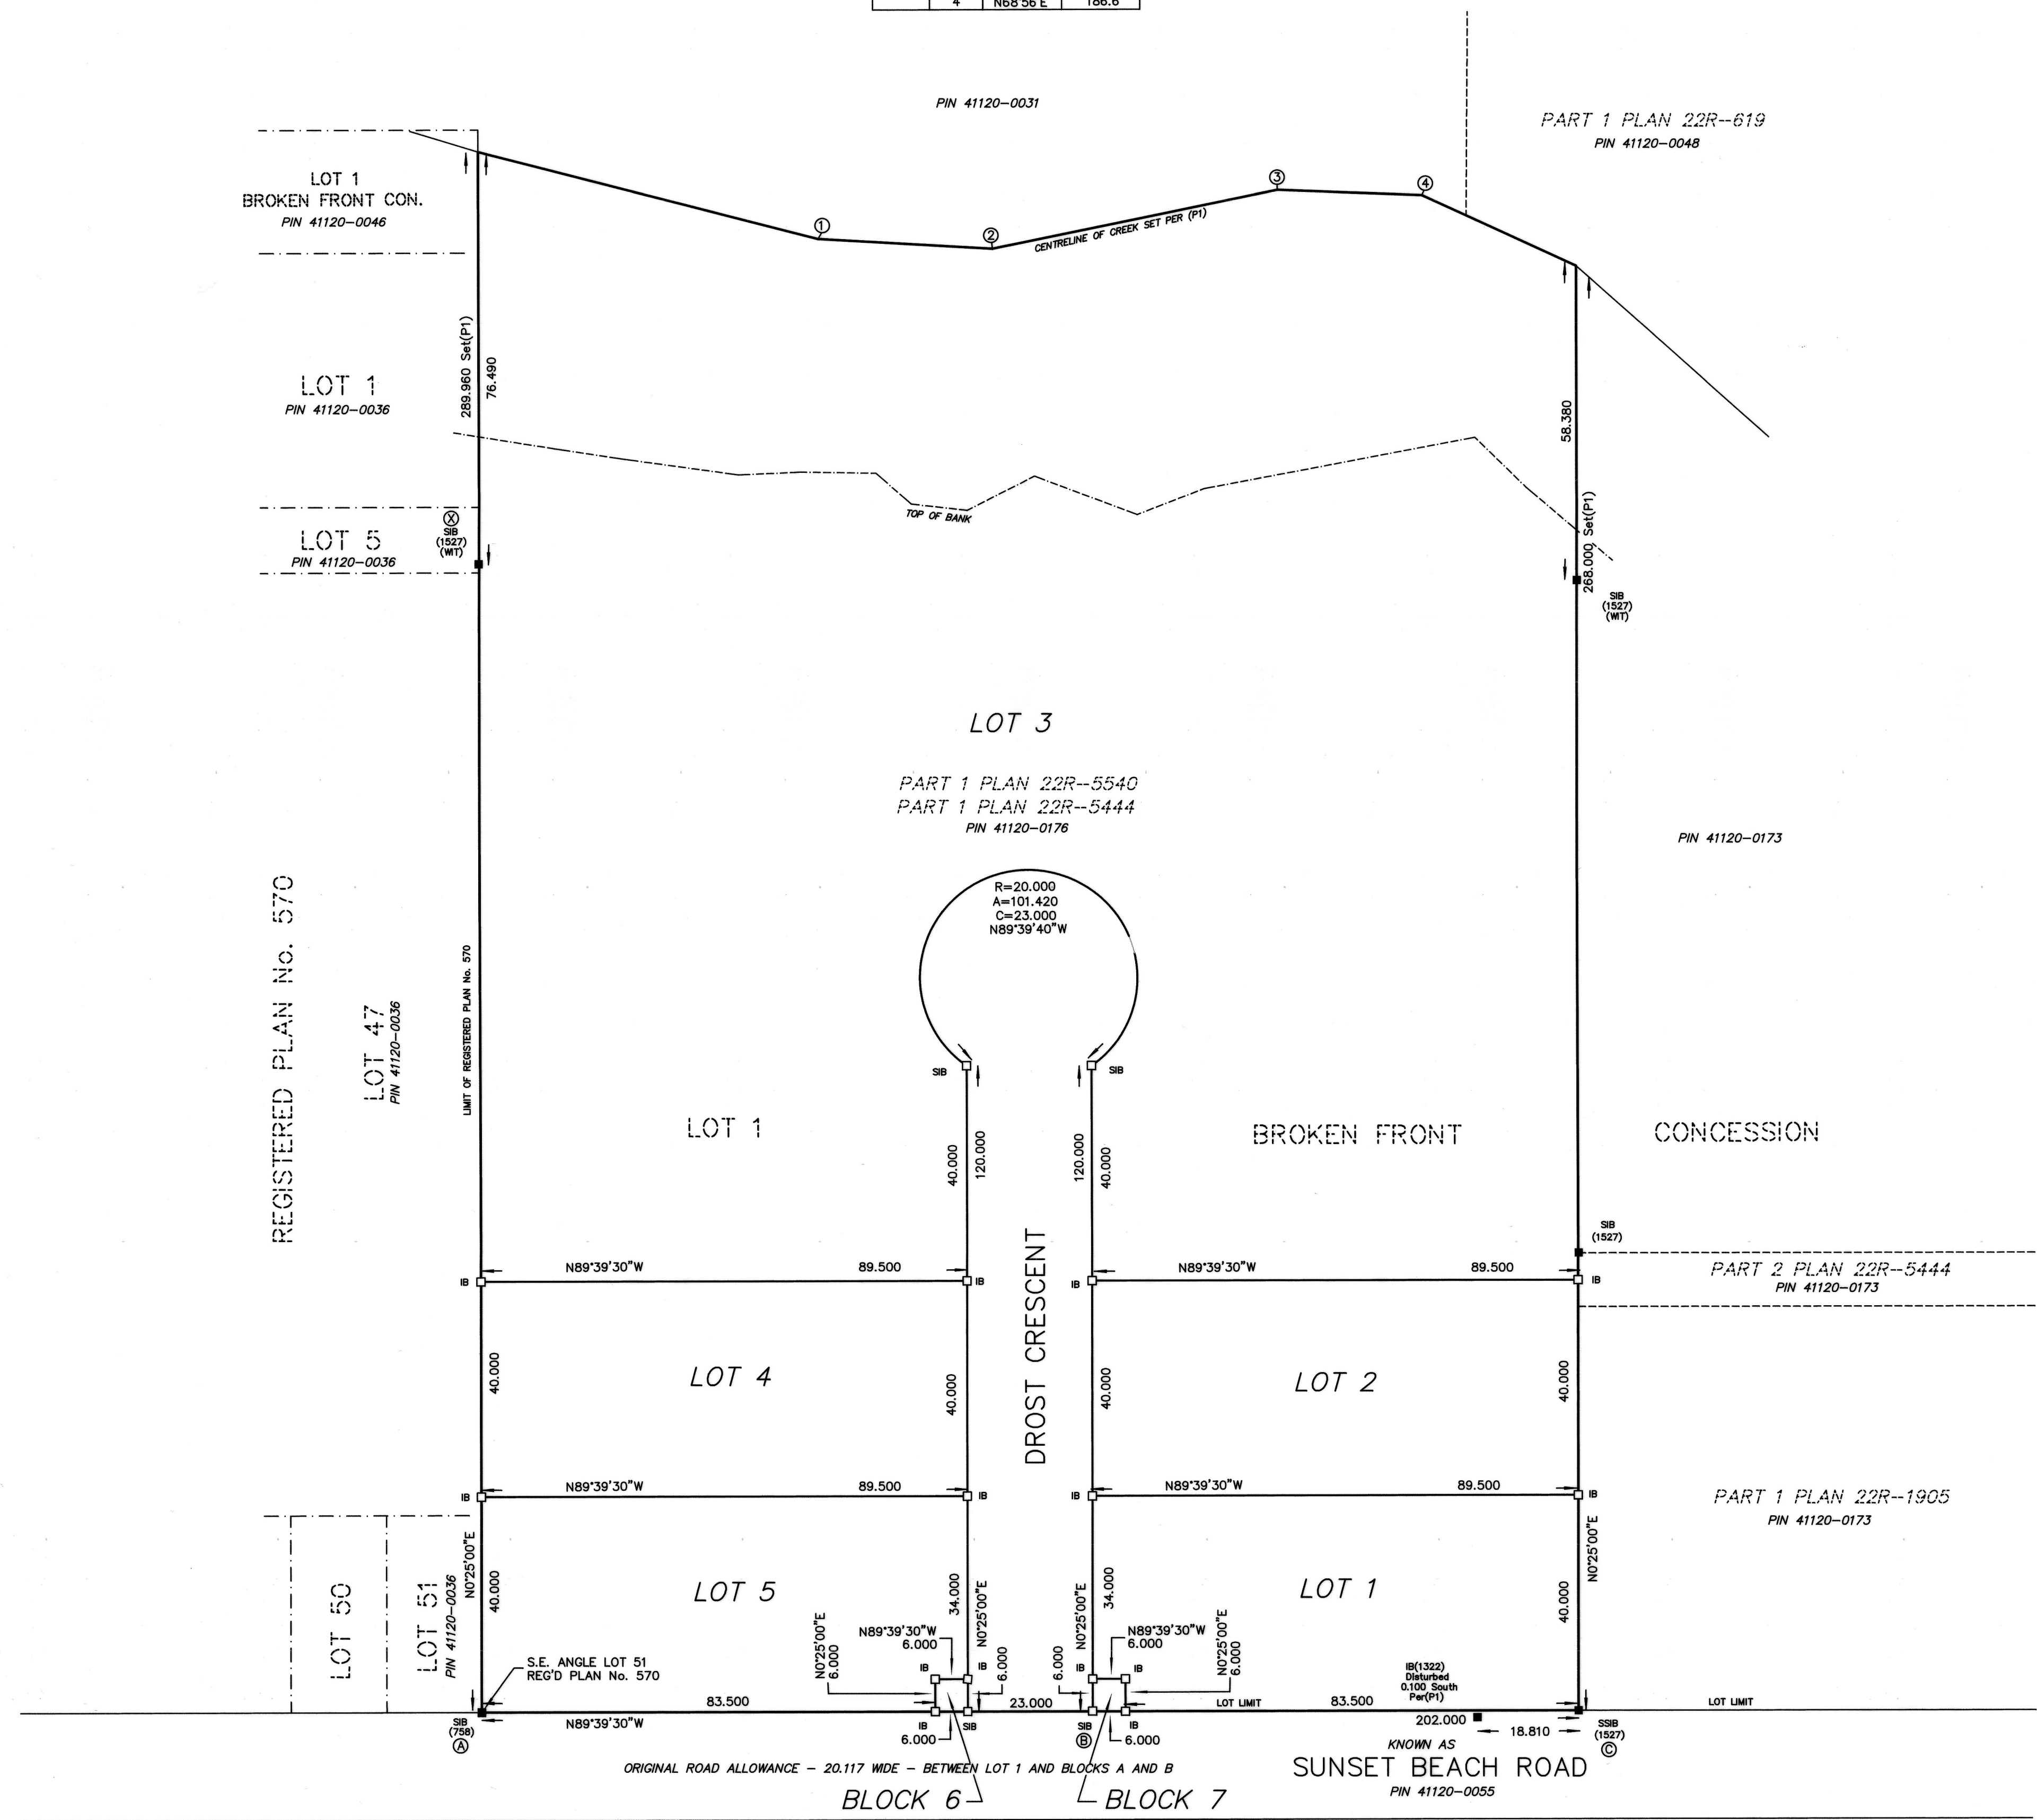 4 N68°56'E 186.6
PIN 41120-0031
PART 1 PLAN 22R--619
PIN 41120-0048
LOT 1
BROKEN FRONT CON.
PIN 41120-0046
1
2
3
4
CENTRELINE OF CREEK SET PER (P1)
289.960 Set(P1)
76.490
LOT 1
PIN 41120-0036
58.380
268.000 Set(P1)
TOP OF BANK
X
SIB
(1527)
(WIT)
LOT 5
PIN 41120-0036
SIB
(1527)
(WIT)
LOT 3
PART 1 PLAN 22R--5540
PART 1 PLAN 22R--5444
PIN 41120-0176
PIN 41120-0173
R=20.000
A=101.420
C=23.000
N89°39'40"W
REGISTERED PLAN No. 570
LOT 47
PIN 41120-0036
LIMIT OF REGISTERED PLAN No. 570
SIB
SIB
LOT 1
BROKEN FRONT
CONCESSION
40.000
120.000
120.000
40.000
SIB
(1527)
N89°39'30"W 89.500
N89°39'30"W 89.500
IB
IB
IB
IB
PART 2 PLAN 22R--5444
PIN 41120-0173
DROST CRESCENT
40.000
LOT 4
40.000
40.000
LOT 2
40.000
N89°39'30"W 89.500
N89°39'30"W 89.500
IB
IB
IB
IB
PART 1 PLAN 22R--1905
PIN 41120-0173
LOT 50
LOT 51
PIN 41120-0036
N0°25'00"E
40.000
LOT 5
34.000
N0°25'00"E
N0°25'00"E
34.000
LOT 1
40.000
N0°25'00"E
N0°25'00"E
6.000
N89°39'30"W
6.000
N89°39'30"W
6.000
N0°25'00"E
6.000
IB
IB
6.000
6.000
IB
IB
S.E. ANGLE LOT 51
REG'D PLAN No. 570
IB(1322)
Disturbed
0.100 South
Per(P1)
83.500
23.000
LOT LIMIT
83.500
LOT LIMIT
SIB
(758)
A
N89°39'30"W
IB
SIB
6.000
SIB
B
IB
6.000
202.000
18.810
SSIB
(1527)
C
KNOWN AS
ORIGINAL ROAD ALLOWANCE – 20.117 WIDE – BETWEEN LOT 1 AND BLOCKS A AND B
SUNSET BEACH ROAD
PIN 41120-0055
BLOCK 6
BLOCK 7